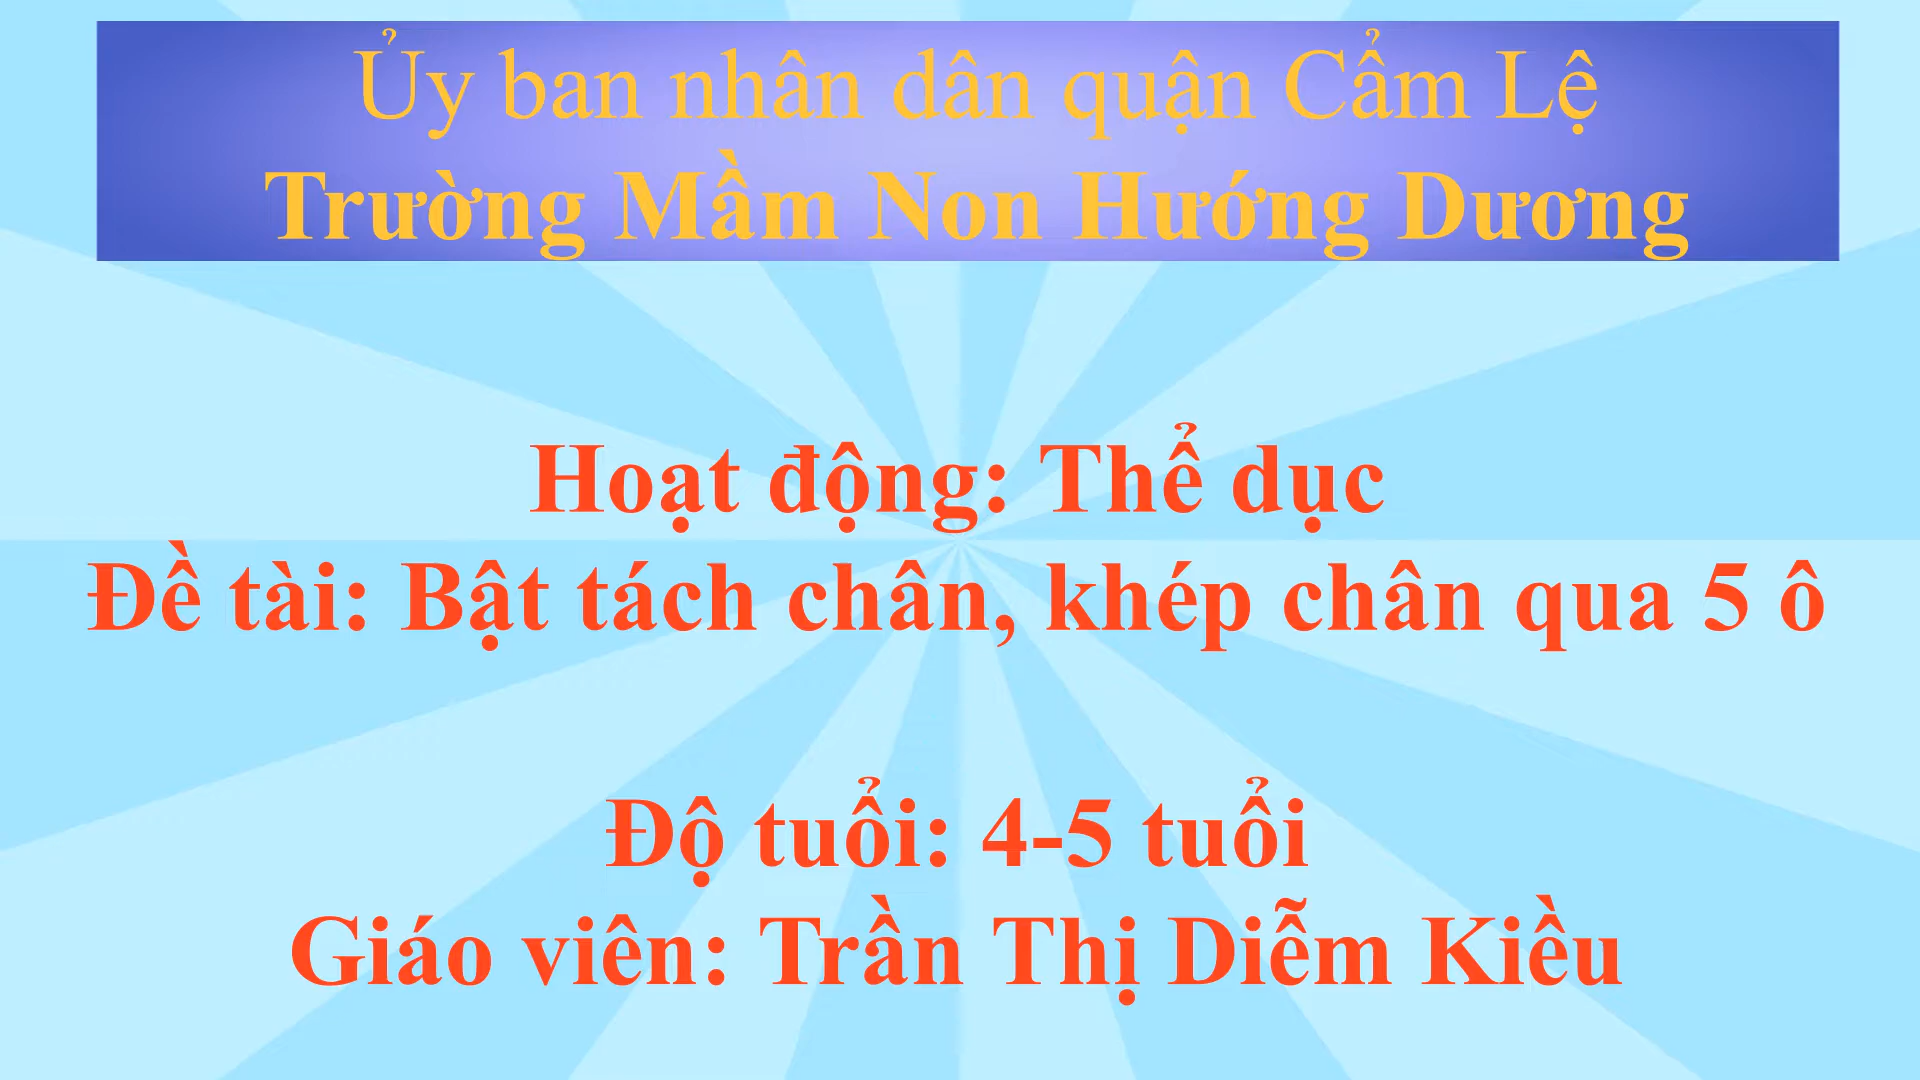 Ủy ban nhân dân quận Cẩm Lệ
Trường Mầm Non Hướng Dương
Hoạt động: Thể dục
Đề tài: Bật tách chân, khép chân qua 5 ô
Độ tuổi: 4-5 tuổi
Giáo viên: Trần Thị Diễm Kiều